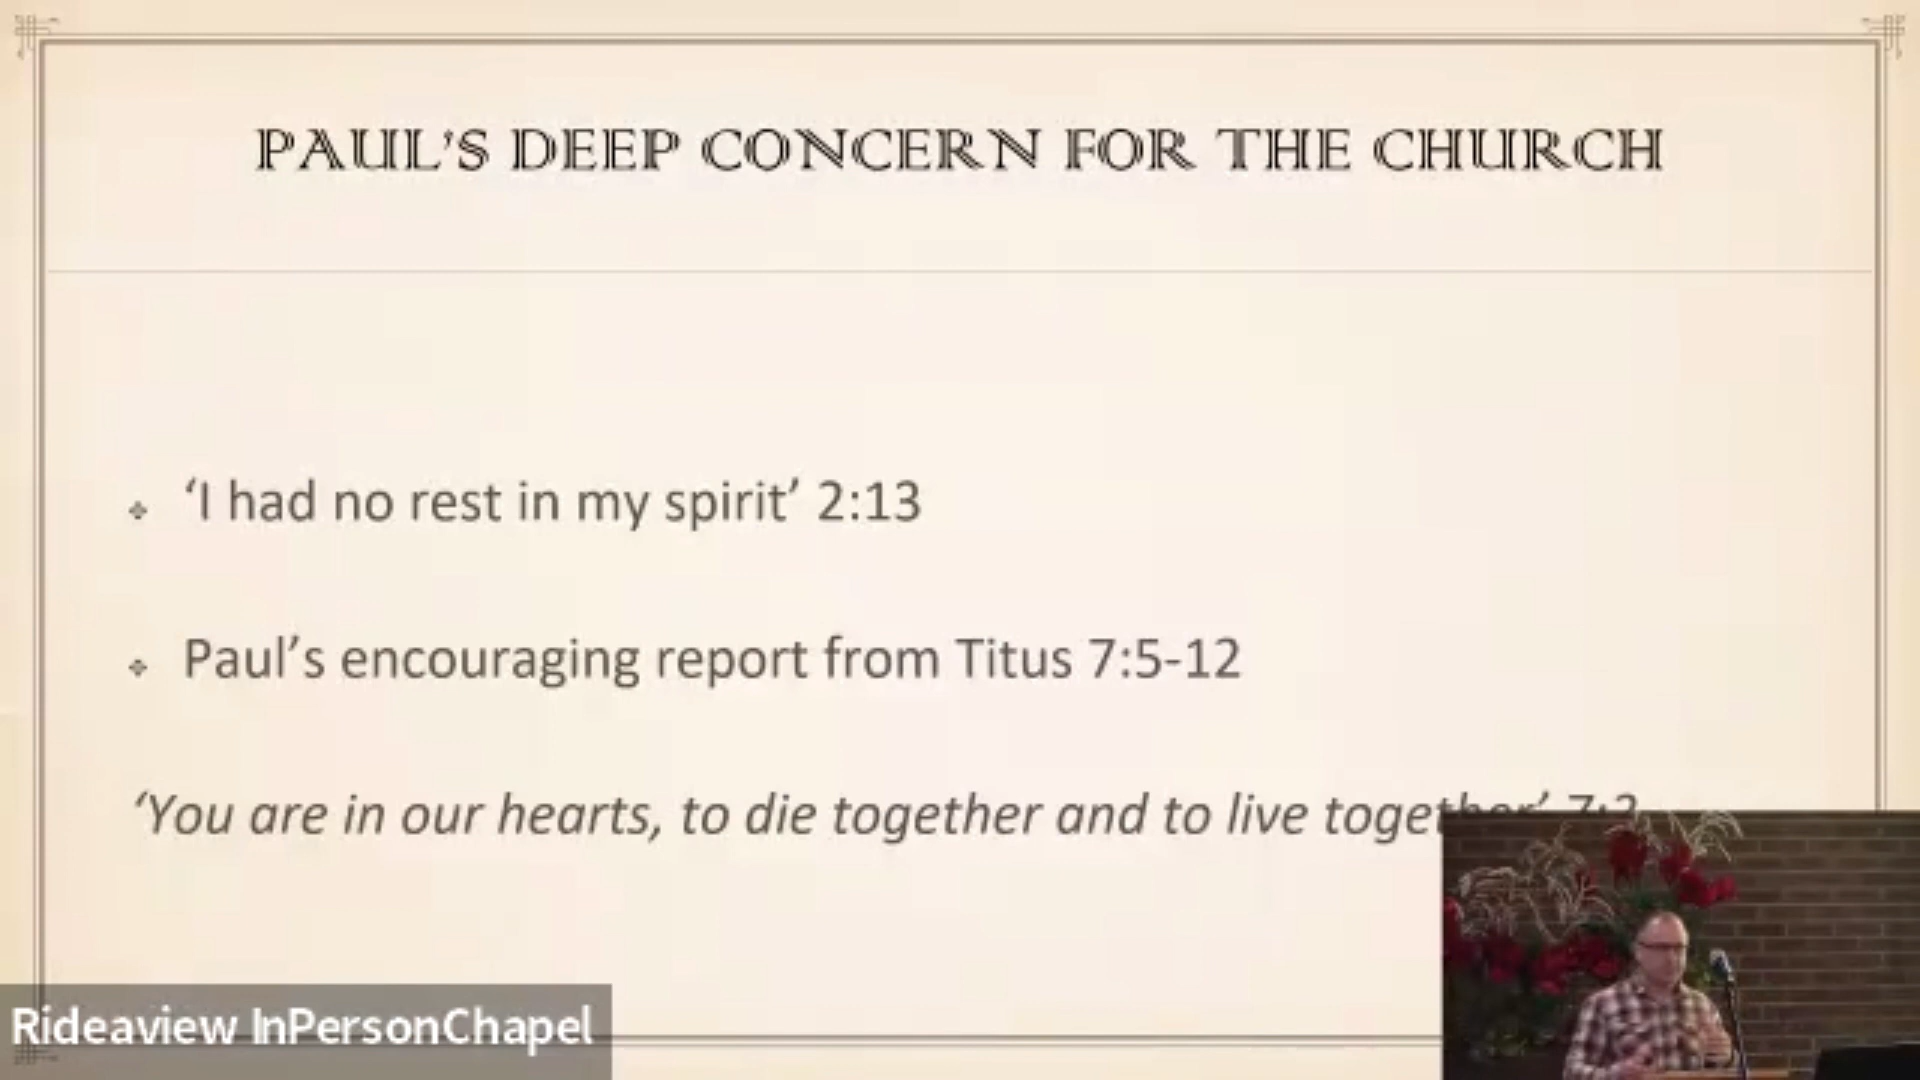 PAUL’S DEEP CONCERN FOR THE CHURCH
‘I had no rest in my spirit’ 2:13
Paul’s encouraging report from Titus 7:5-12
‘You are in our hearts, to die together and to live together’
Rideaview InPersonChapel